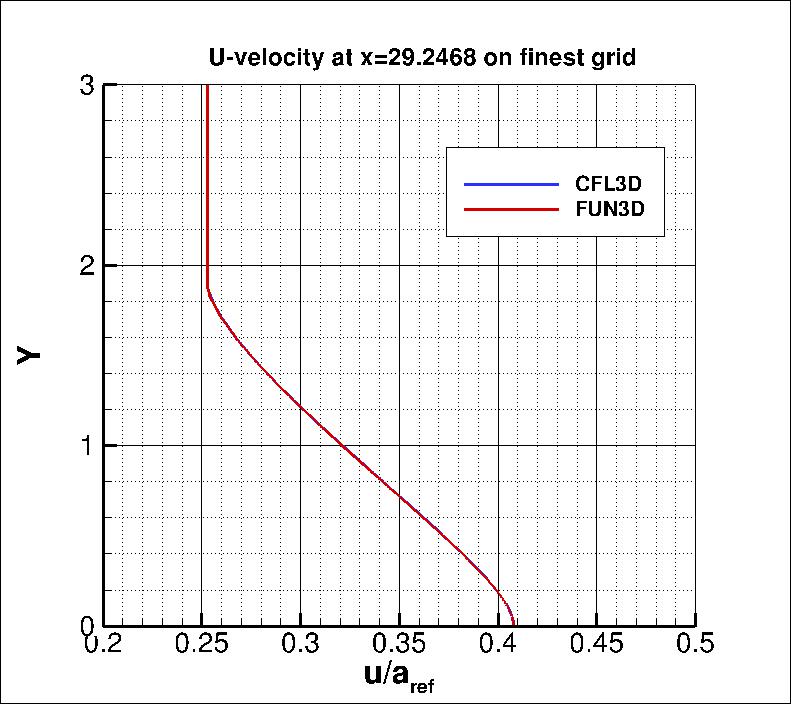 U-velocity at x=29.2468 on finest grid
3
CFL3D
FUN3D
2
Y
1
0
0.2 0.25 0.3 0.35 0.4 0.45 0.5
u/aref